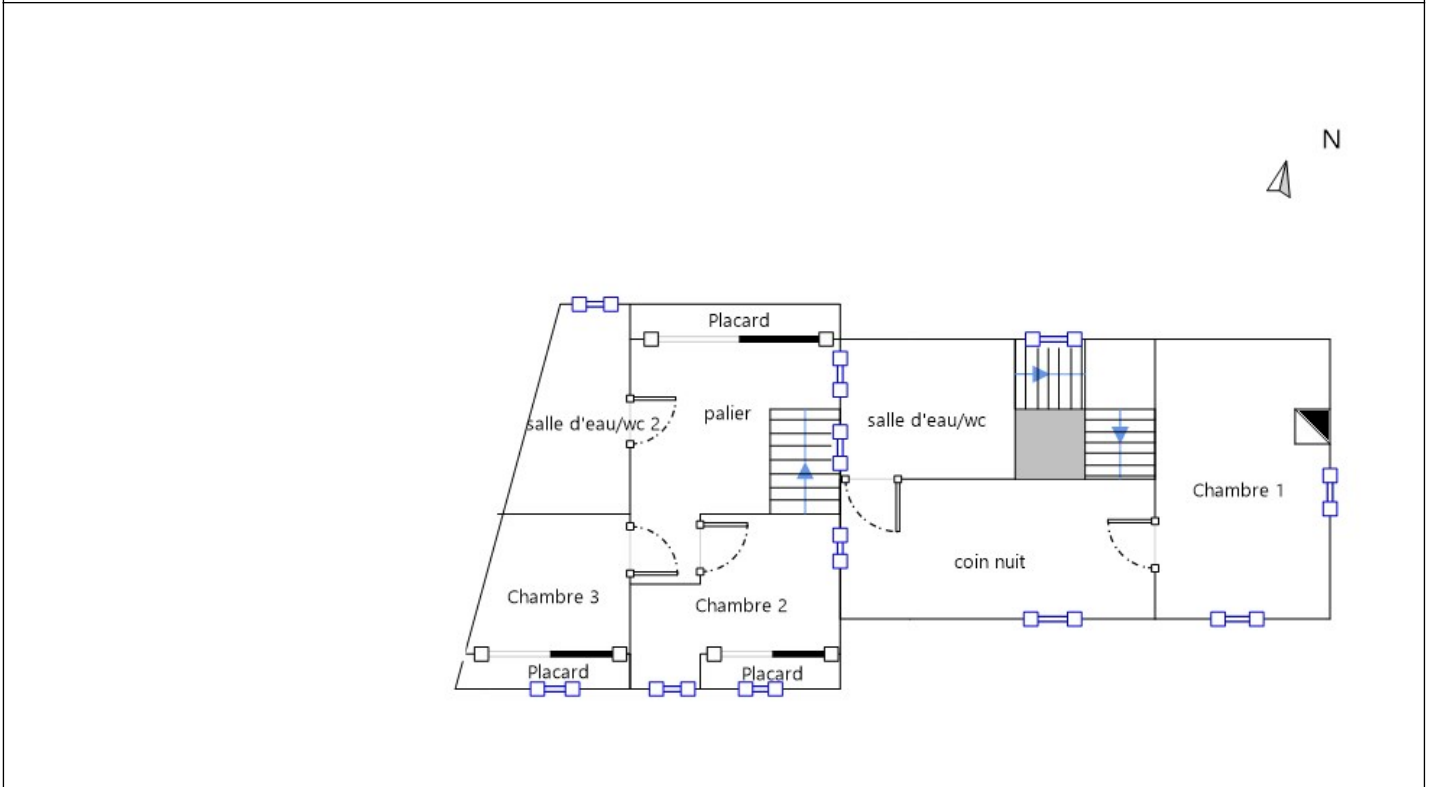 N
Placard
palier
salle d'eau/wc 2
salle d'eau/wc
Chambre 1
coin nuit
Chambre 3
Chambre 2
Placard
Placard